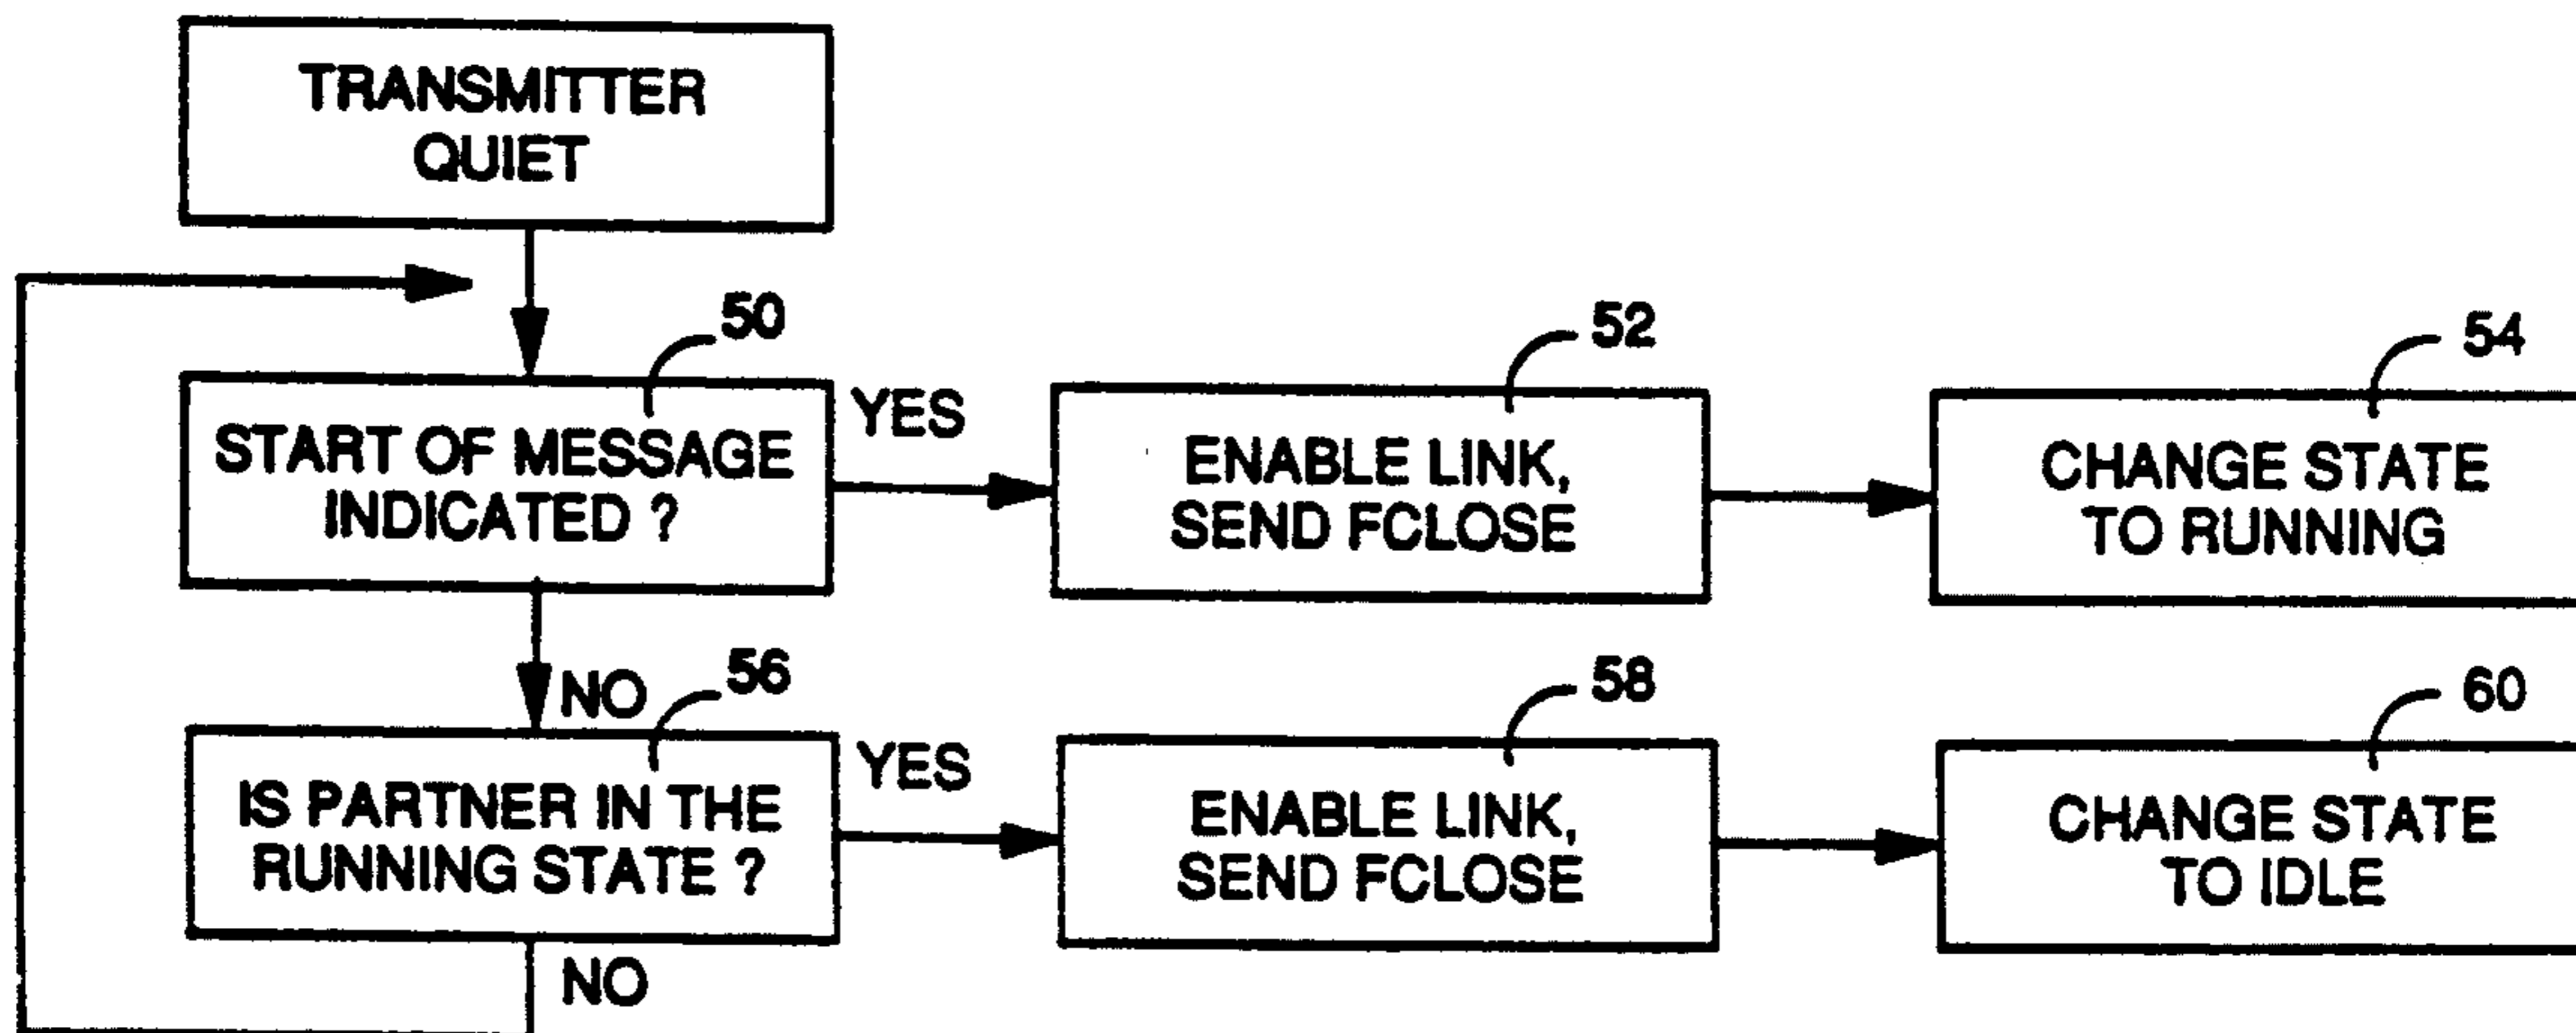 TRANSMITTER
QUIET
50
START OF MESSAGE
INDICATED ?
YES
52
ENABLE LINK,
SEND FCLOSE
54
CHANGE STATE
TO RUNNING
NO
56
IS PARTNER IN THE
RUNNING STATE ?
YES
58
ENABLE LINK,
SEND FCLOSE
60
CHANGE STATE
TO IDLE
NO